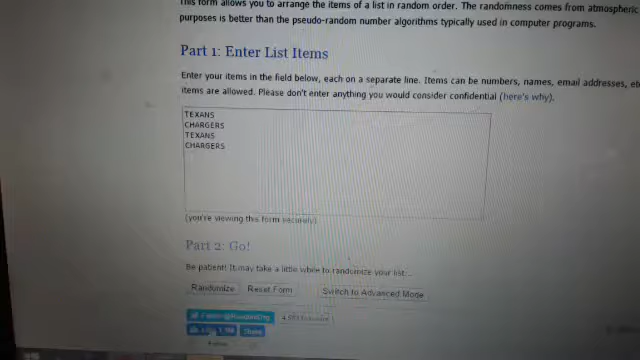 This form allows you to arrange the items of a list in random order. The randomness comes from atmospheric
purposes is better than the pseudo-random number algorithms typically used in computer programs.
Part 1: Enter List Items
Enter your items in the field below, each on a separate line. Items can be numbers, names, email addresses, etc
items are allowed. Please don't enter anything you would consider confidential (here's why).
TEXANS
CHARGERS
TEXANS
CHARGERS
(you're viewing this form securely)
Part 2: Go!
Be patient! It may take a little while to randomize your list...
Randomize Reset Form Switch to Advanced Mode
Follow @RandomOrg
Share